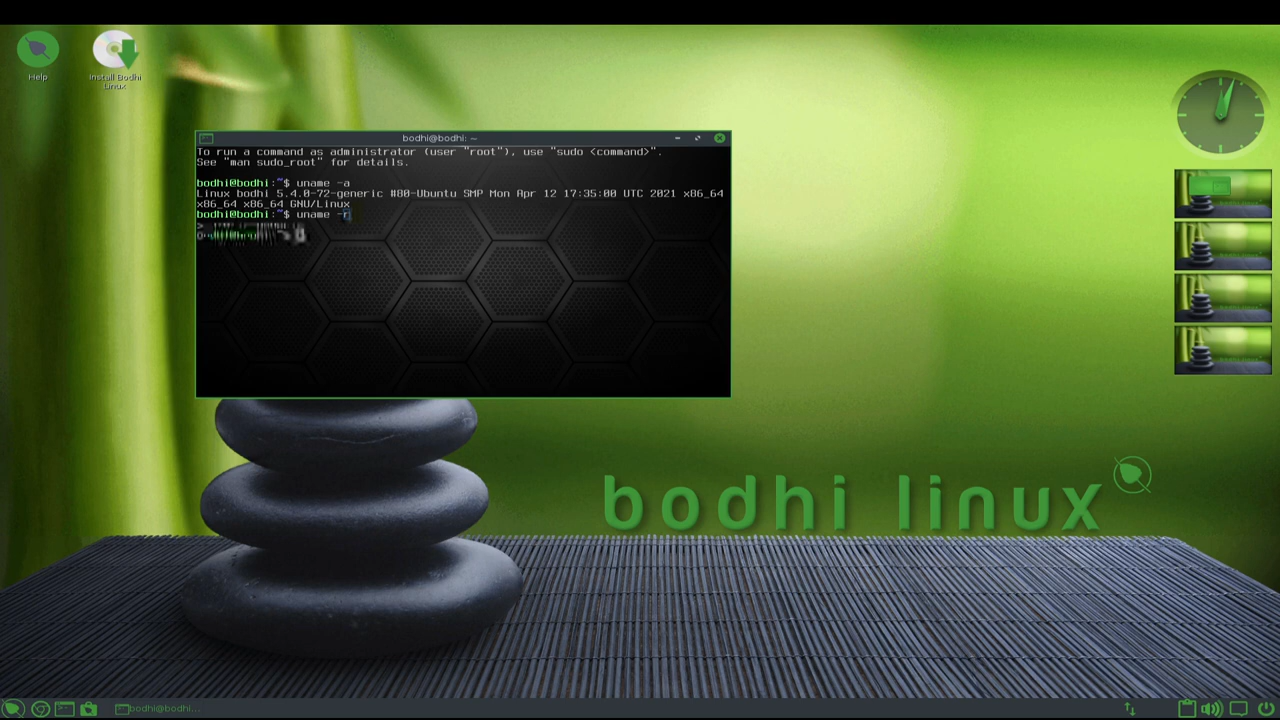 Help
Install Bodhi
Linux
bodhi@bodhi: ~
To run a command as administrator (user "root"), use "sudo <command>".
See "man sudo_root" for details.
bodhi@bodhi:~$ uname -a
Linux bodhi 5.4.0-72-generic #80-Ubuntu SMP Mon Apr 12 17:35:00 UTC 2021 x86_64
x86_64 x86_64 GNU/Linux
bodhi@bodhi:~$ uname -r
bodhi linux
bodhi@bodhi:...